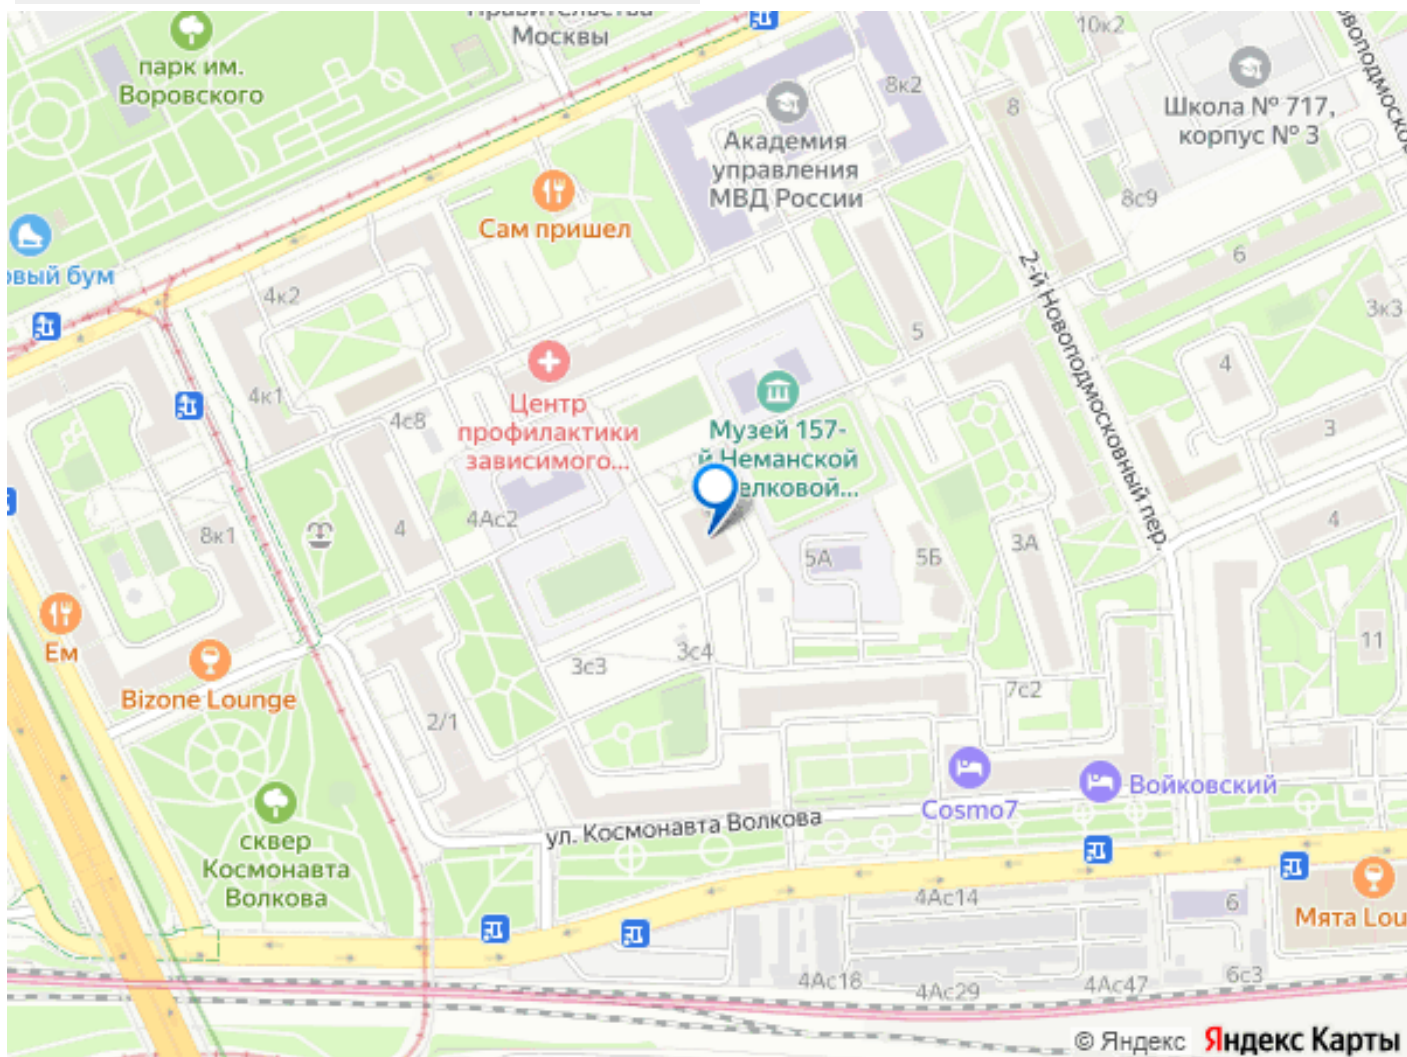 Правительства
Москвы
парк им.
Воровского
10к2
8к2
8
Школа № 717,
корпус № 3
Академия
управления
МВД России
8с9
Сам пришел
овый бум
4к2
6
3к3
5
4
2-й Новоподмосковный пер.
4к1
4с8
Центр
профилактики
зависимого...
Музей 157-
й Неманской
елковой...
3
4
8к1
4
4Ас2
5А
5Б
3А
Ем
Bizone Lounge
3с3
3с4
7с2
11
2/1
Cosmo7
Войковский
ул. Космонавта Волкова
сквер
Космонавта
Волкова
4Ас14
6
Мята Lou
4Ас16
4Ас29
4Ас47
6с3
© Яндекс Яндекс Карты